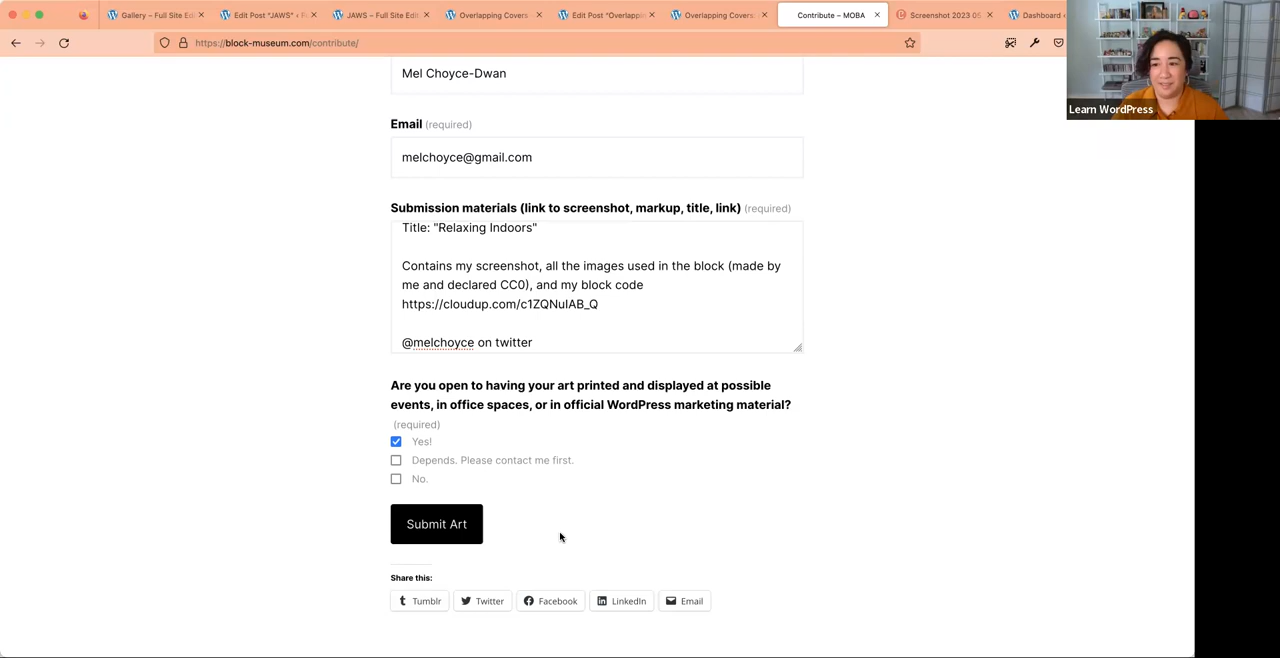 Gallery – Full Site Edi
Edit Post "JAWS" + F
JAWS – Full Site Edit
Overlapping Covers
Edit Post "Overlappin
Overlapping Covers
Contribute – MOBA
Screenshot 2023 05
Dashboard
https://block-museum.com/contribute/
Learn WordPress
Mel Choyce-Dwan
Email (required)
melchoyce@gmail.com
Submission materials (link to screenshot, markup, title, link) (required)
Title: "Relaxing Indoors"
Contains my screenshot, all the images used in the block (made by
me and declared CC0), and my block code
https://cloudup.com/c1ZQNuIAB_Q
@melchoyce on twitter
Are you open to having your art printed and displayed at possible
events, in office spaces, or in official WordPress marketing material?
(required)
Yes!
Depends. Please contact me first.
No.
Submit Art
Share this:
Tumblr
Twitter
Facebook
LinkedIn
Email